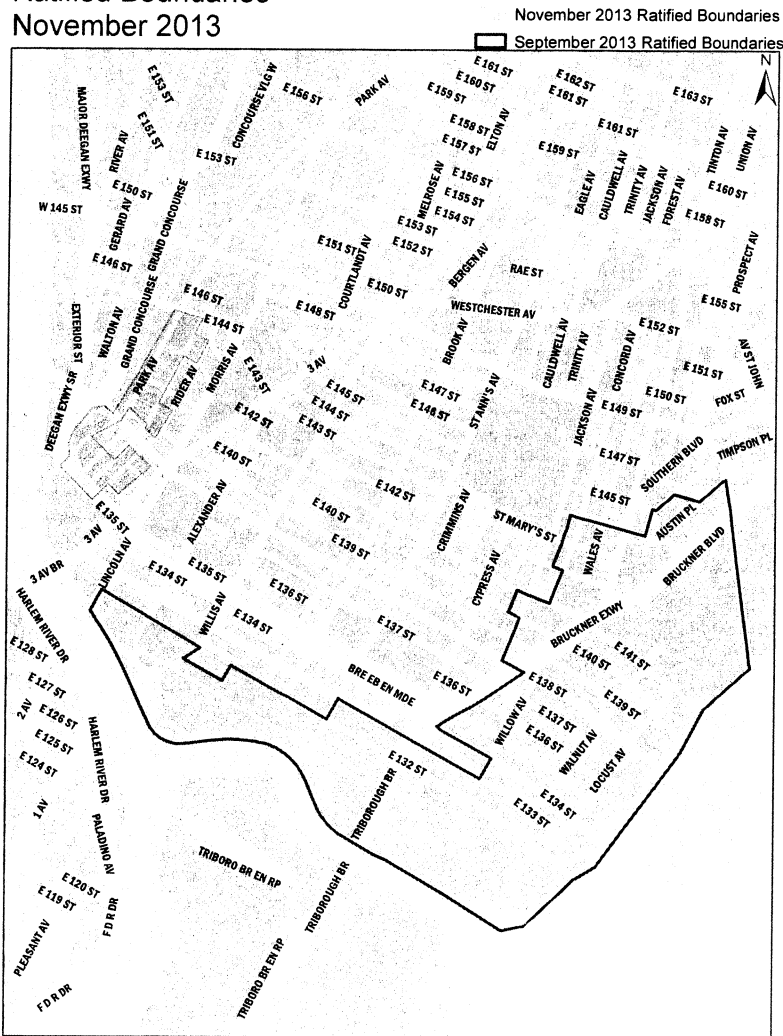 November 2013
November 2013 Ratified Boundaries
September 2013 Ratified Boundaries
N
E 161 ST
E 160 ST
E 159 ST
E 162 ST
E 161 ST
E 163 ST
E 153 ST
CONCOURSE VLG W
E 156 ST
PARK AV
MAJOR DEEGAN EXWY
E 151 ST
RIVER AV
E 153 ST
E 158 ST
ELTON AV
E 157 ST
E 161 ST
E 159 ST
TINTON AV
UNION AV
E 150 ST
W 145 ST
GERARD AV
GRAND CONCOURSE
MELROSE AV
E 156 ST
E 155 ST
E 154 ST
E 153 ST
E 152 ST
EAGLE AV
CAULDWELL AV
TRINITY AV
JACKSON AV
FOREST AV
E 160 ST
E 158 ST
E 146 ST
E 151 ST
COURTLANDT AV
E 150 ST
BERGEN AV
RAE ST
PROSPECT AV
EXTERIOR ST
WALTON AV
GRAND CONCOURSE
E 146 ST
E 144 ST
E 148 ST
WESTCHESTER AV
E 155 ST
E 152 ST
BROOK AV
CAULDWELL AV
TRINITY AV
CONCORD AV
E 151 ST
AV ST JOHN
PARK AV
RIDER AV
MORRIS AV
E 143 ST
3 AV
E 145 ST
E 144 ST
E 143 ST
E 147 ST
E 146 ST
ST ANN'S AV
JACKSON AV
E 150 ST
E 149 ST
FOX ST
DEEGAN EXWY SR
E 142 ST
E 140 ST
E 147 ST
SOUTHERN BLVD
TIMPSON PL
E 142 ST
E 145 ST
E 135 ST
3 AV
ALEXANDER AV
E 140 ST
E 139 ST
CRIMMINS AV
ST MARY'S ST
WALES AV
AUSTIN PL
BRUCKNER BLVD
3 AV BR
LINCOLN AV
E 134 ST
E 135 ST
E 136 ST
CYPRESS AV
HARLEM RIVER DR
WILLIS AV
E 134 ST
E 137 ST
BRUCKNER EXWY
E 140 ST
E 141 ST
E 128 ST
E 127 ST
2 AV
E 126 ST
E 125 ST
E 124 ST
HARLEM RIVER DR
BRE EB EN MDE
E 136 ST
E 138 ST
E 139 ST
WILLOW AV
E 137 ST
E 136 ST
WALNUT AV
LOCUST AV
E 132 ST
TRIBOROUGH BR
E 134 ST
E 133 ST
1 AV
PALADINO AV
TRIBORO BR EN RP
TRIBOROUGH BR
E 120 ST
E 119 ST
F D R DR
PLEASANT AV
F D R DR
TRIBORO BR EN RP